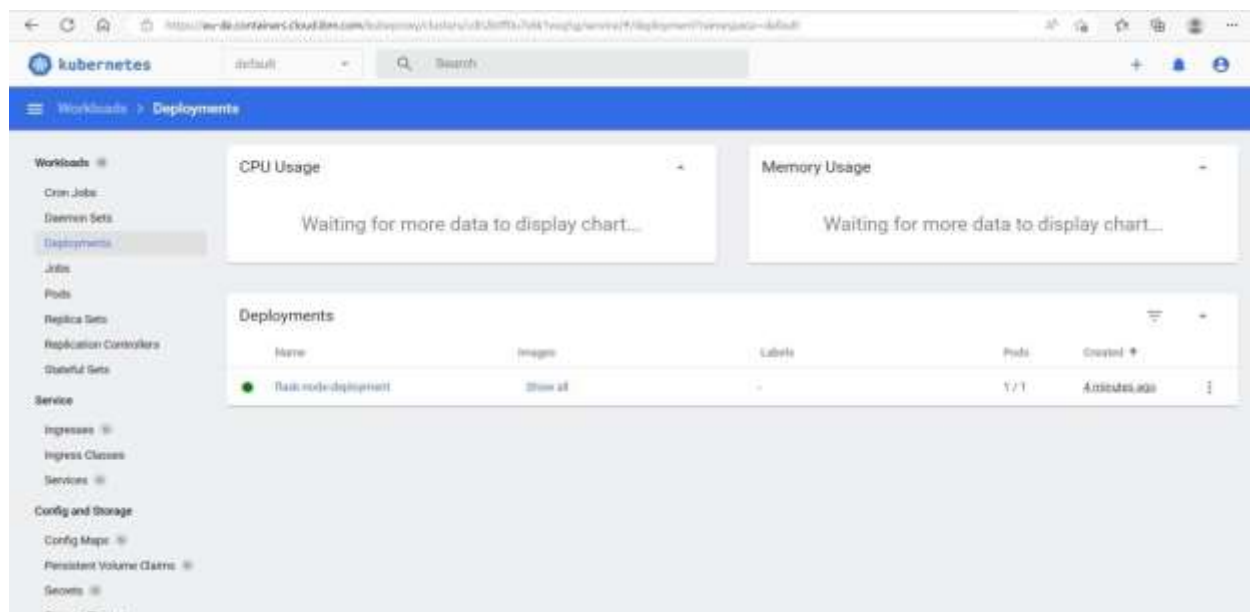 kubernetes
default
Search
Workloads > Deployments
Workloads
Cron Jobs
Daemon Sets
Deployments
Jobs
Pods
Replica Sets
Replication Controllers
Stateful Sets
Service
Ingresses
Ingress Classes
Services
Config and Storage
Config Maps
Persistent Volume Claims
Secrets
CPU Usage
Waiting for more data to display chart...
Memory Usage
Waiting for more data to display chart...
Deployments
Name Images Labels Pods Created
flask-node-deployment Show all - 1 / 1 4 minutes ago